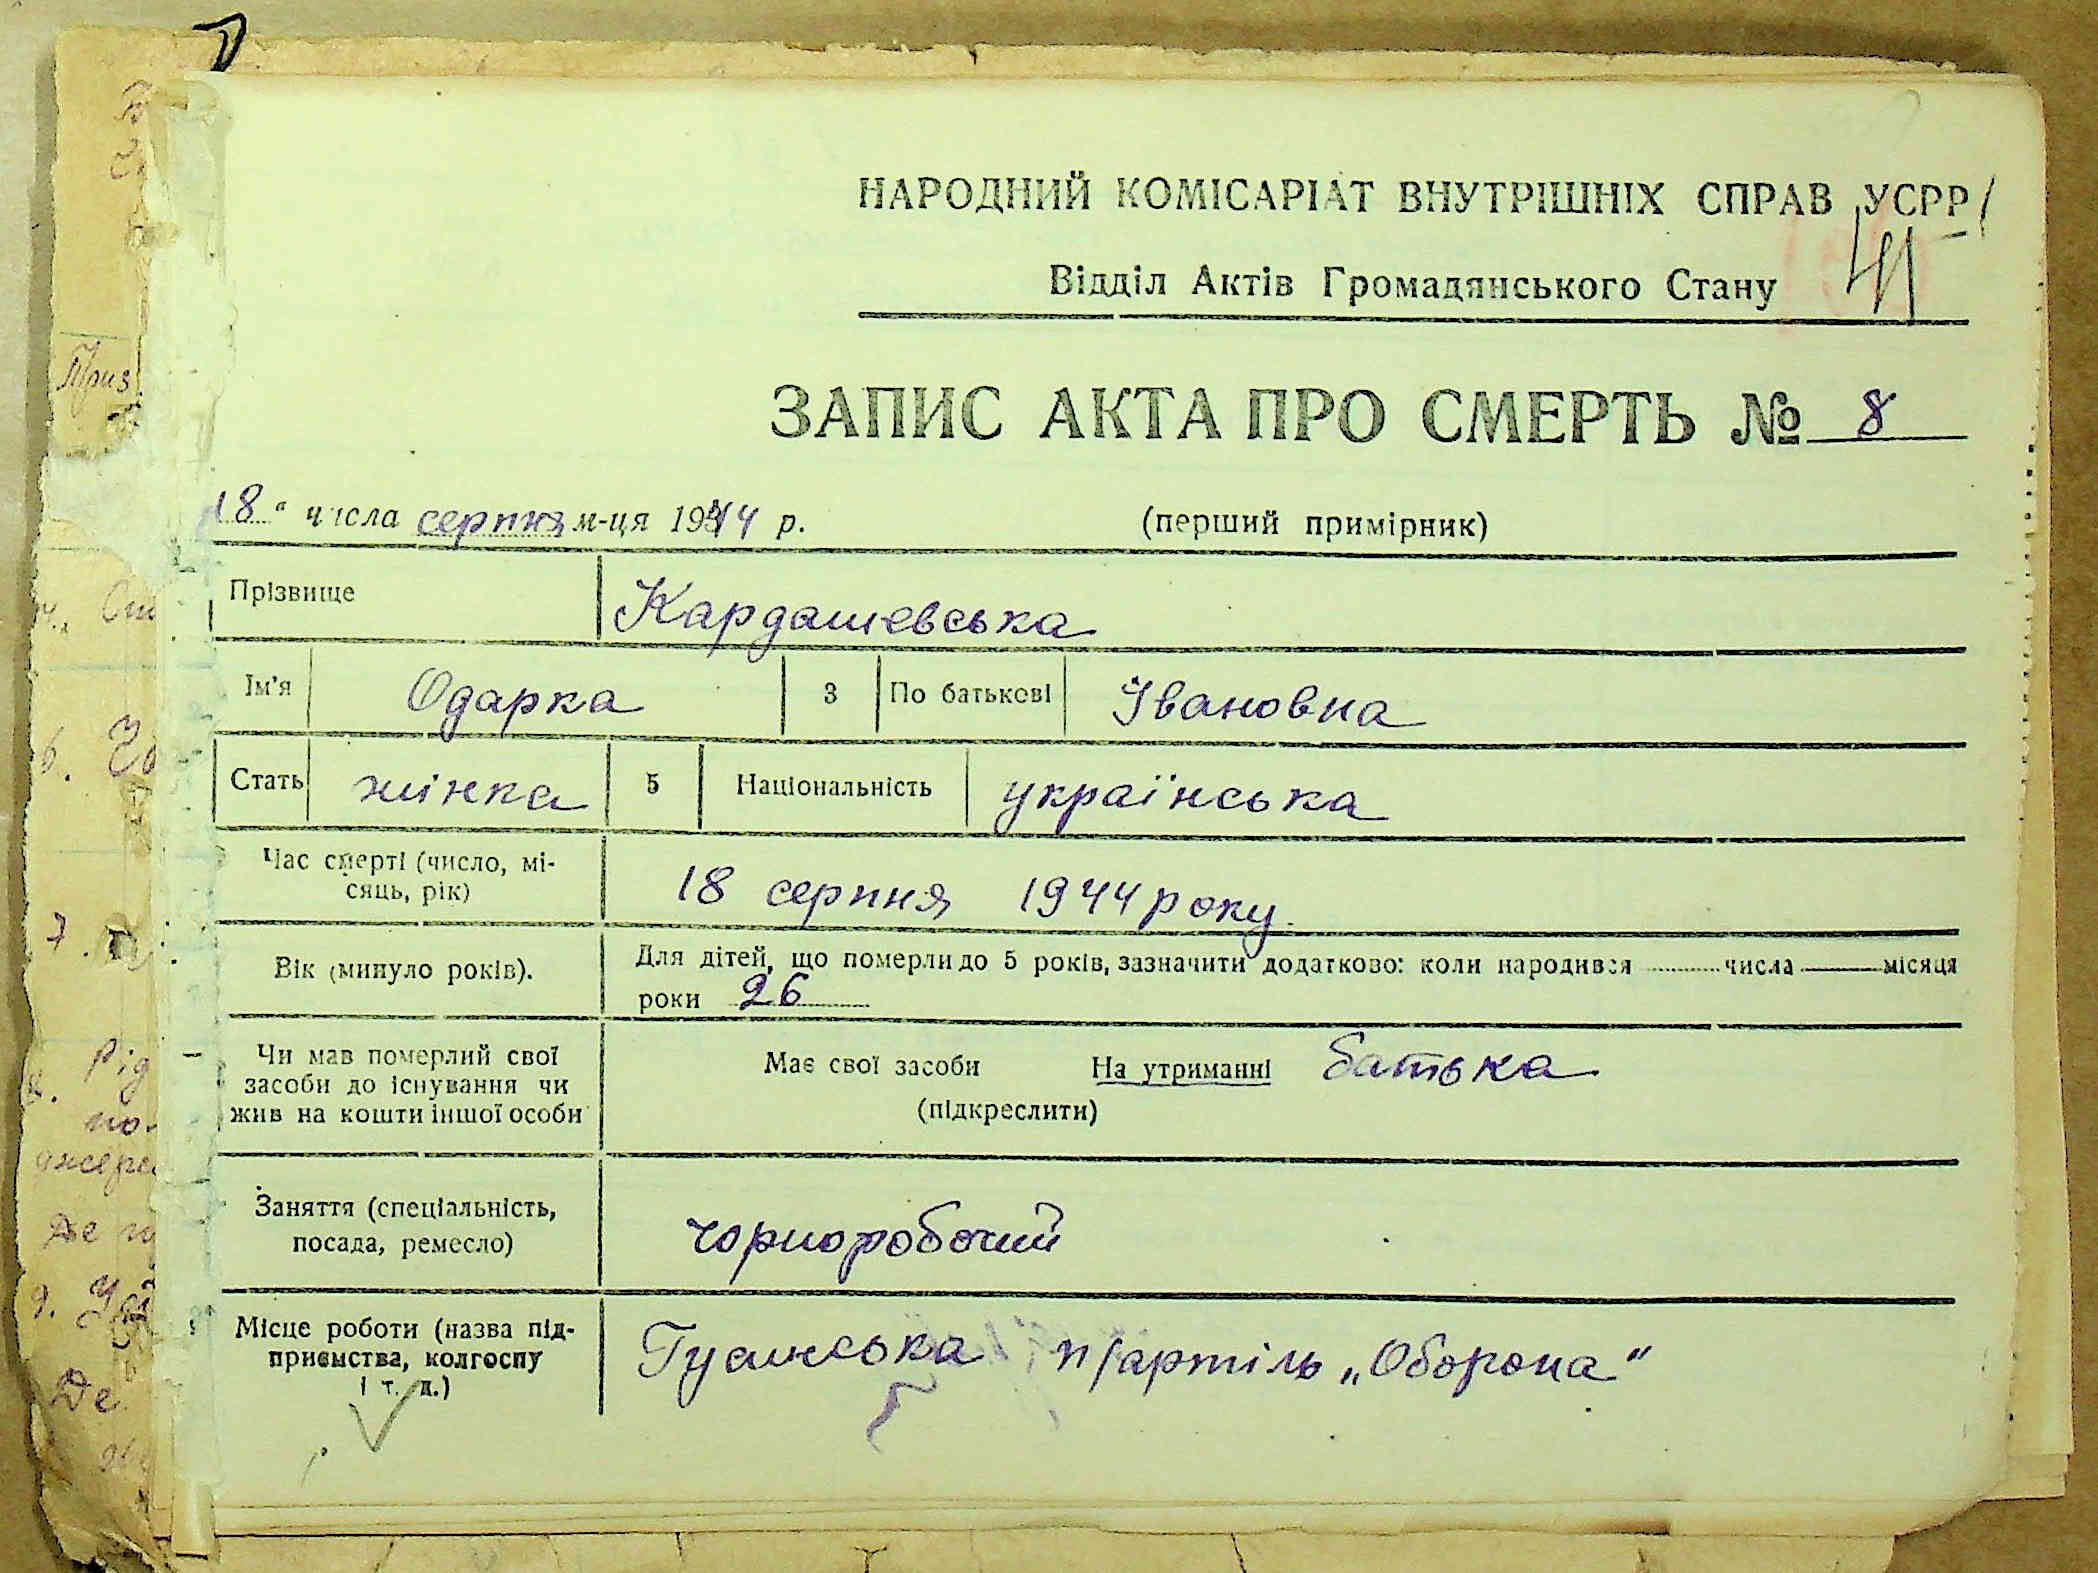 НАРОДНИЙ КОМІСАРІАТ ВНУТРІШНІХ СПРАВ УСРР
Відділ Актів Громадянського Стану
ЗАПИС АКТА ПРО СМЕРТЬ № 8
18 " числа серпня м-ця 1944 р. (перший примірник)
Прізвище Кардашевська
Ім'я Одарка 3 По батькові Івановна
Стать жінка 5 Національність українська
Час смерті (число, мі-
сяць, рік)
18 серпня 1944 року
Вік (минуло років).
Для дітей, що померли до 5 років, зазначити додатково: коли народився числа місяця
роки 26
Чи мав померлий свої
засоби до існування чи
жив на кошти іншої особи
Має свої засоби На утриманні батька
(підкреслити)
Заняття (спеціальність,
посада, ремесло)
чорноробочий
Місце роботи (назва під-
приємства, колгоспу
і т. д.)
п/артіль „Оборона"